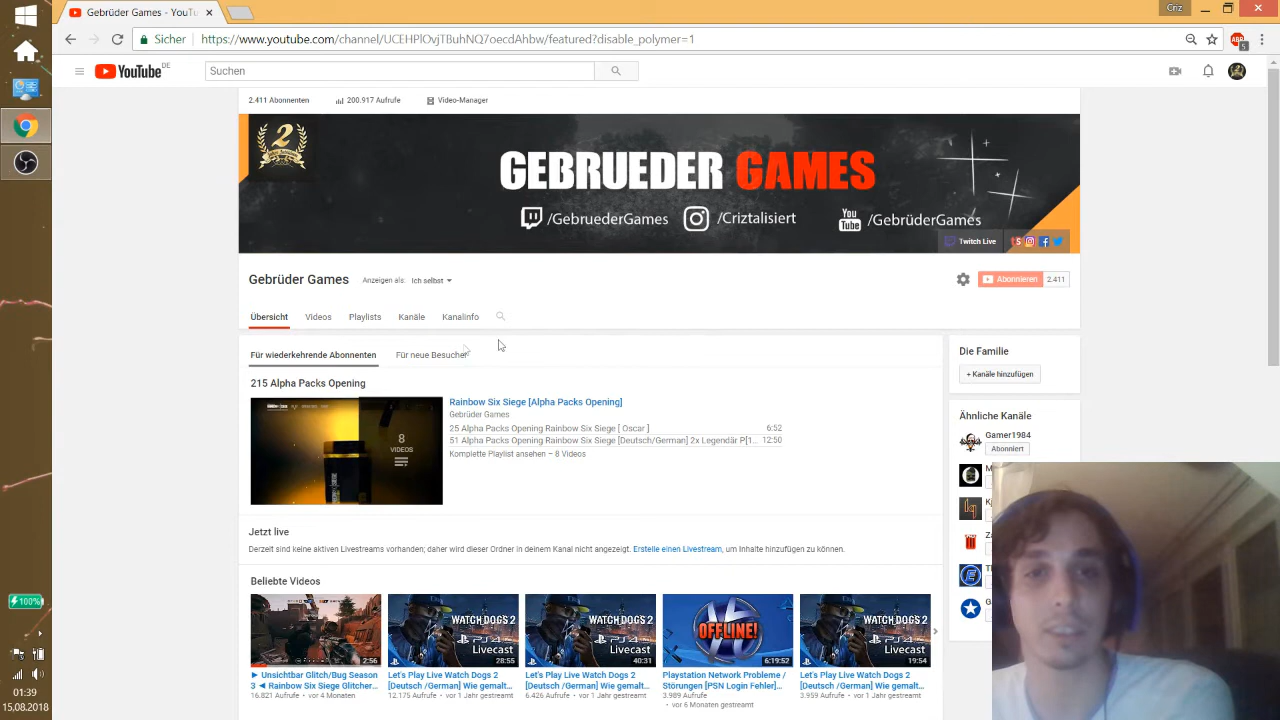 Gebrüder Games - YouTu
Criz
Sicher
https://www.youtube.com/channel/UCEHPlOvjTBuhNQ7oecdAhbw/featured?disable_polymer=1
ABP
5
YouTube DE
Suchen
2.411 Abonnenten
200.917 Aufrufe
Video-Manager
2
GEBRUEDER GAMES
/GebruederGames
/Criztalisiert
You Tube /GebrüderGames
Twitch Live
Gebrüder Games
Anzeigen als:
Ich selbst
Abonnieren
2.411
Übersicht
Videos
Playlists
Kanäle
Kanalinfo
Für wiederkehrende Abonnenten
Für neue Besucher
215 Alpha Packs Opening
8
VIDEOS
Rainbow Six Siege [Alpha Packs Opening]
Gebrüder Games
25 Alpha Packs Opening Rainbow Six Siege [ Oscar ]
6:52
51 Alpha Packs Opening Rainbow Six Siege [Deutsch/German] 2x Legendär P[1...
12:50
Komplette Playlist ansehen – 8 Videos
Die Familie
+ Kanäle hinzufügen
Ähnliche Kanäle
Gamer1984
Abonniert
Jetzt live
Derzeit sind keine aktiven Livestreams vorhanden; daher wird dieser Ordner in deinem Kanal nicht angezeigt. Erstelle einen Livestream, um Inhalte hinzufügen zu können.
Beliebte Videos
2:56
WATCH DOGS 2
PS4 Livecast
28:55
WATCH DOGS 2
PS4 Livecast
40:31
OFFLINE!
6:19:52
WATCH DOGS 2
PS4 Livecast
19:54
► Unsichtbar Glitch/Bug Season
3 ◄ Rainbow Six Siege Glitcher...
16.821 Aufrufe • vor 4 Monaten
Let's Play Live Watch Dogs 2
[Deutsch /German] Wie gemalt...
12.175 Aufrufe • vor 1 Jahr gestreamt
Let's Play Live Watch Dogs 2
[Deutsch /German] Wie gemalt...
6.426 Aufrufe • vor 1 Jahr gestreamt
Playstation Network Probleme /
Störungen [PSN Login Fehler]...
3.989 Aufrufe
• vor 6 Monaten gestreamt
Let's Play Live Watch Dogs 2
[Deutsch /German] Wie gemalt...
3.959 Aufrufe • vor 1 Jahr gestreamt
100%
01:39
15.08.2018